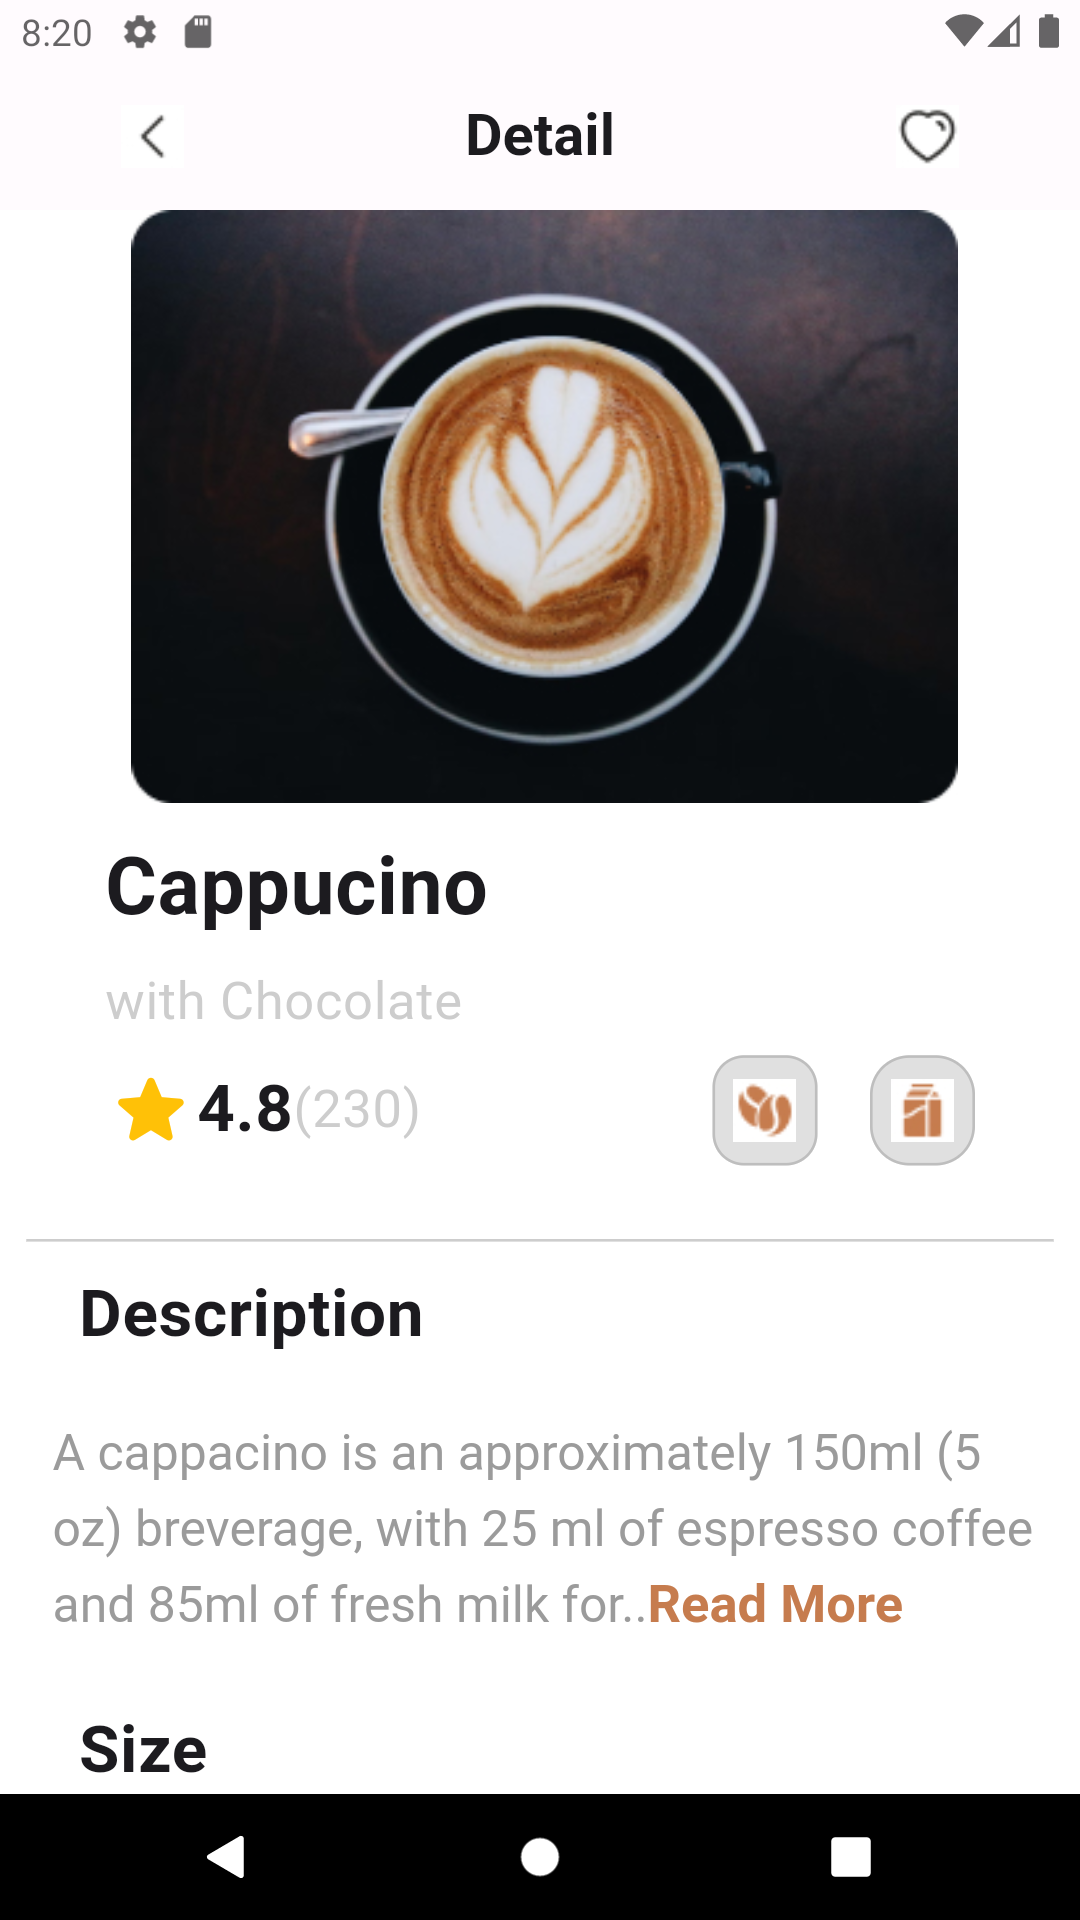 8:20
Detail
Cappucino
with Chocolate
4.8(230)
Description
A cappacino is an approximately 150ml (5
oz) breverage, with 25 ml of espresso coffee
and 85ml of fresh milk for..Read More
Size